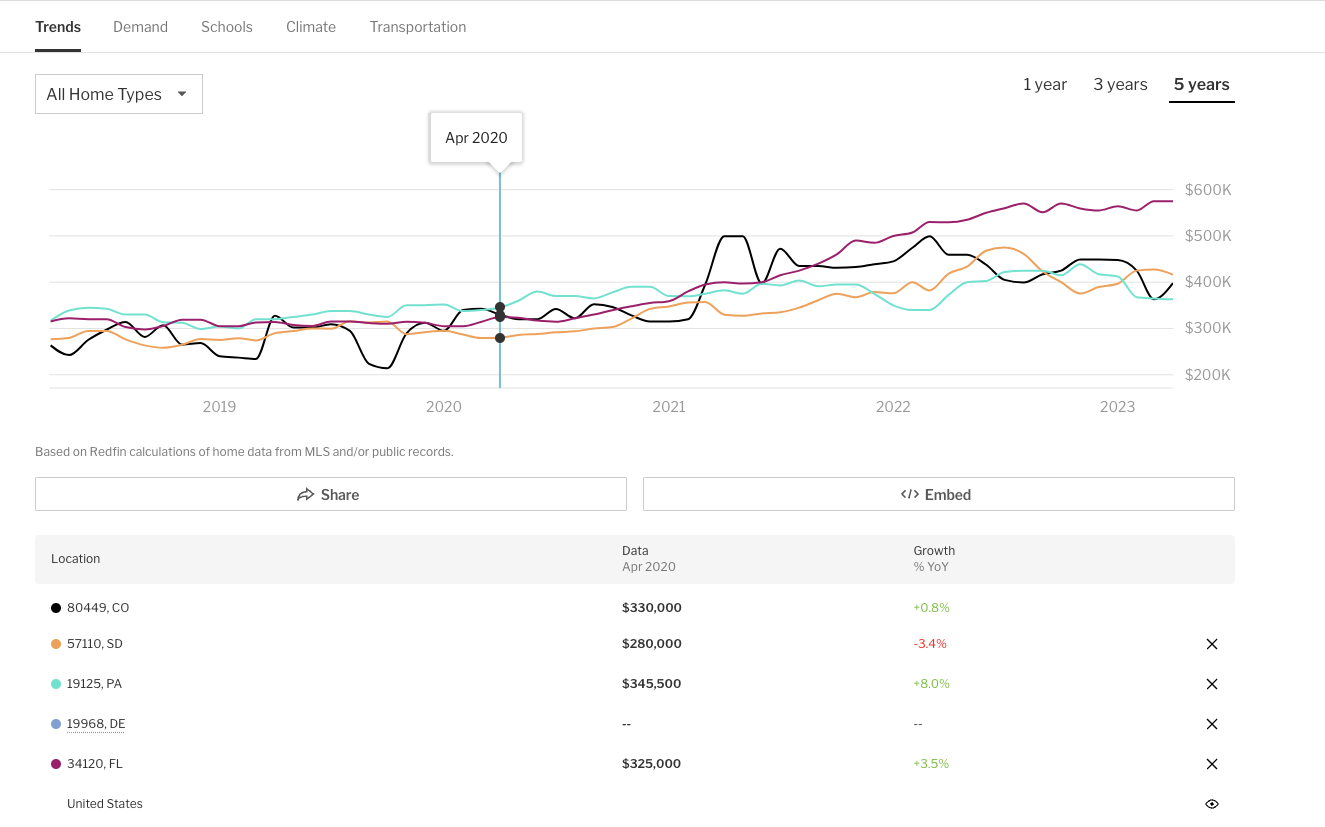 Trends Demand Schools Climate Transportation
All Home Types
1 year 3 years 5 years
Apr 2020
$600K
$500K
$400K
$300K
$200K
2019 2020 2021 2022 2023
Based on Redfin calculations of home data from MLS and/or public records.
Share
</> Embed
Location Data Growth
Apr 2020 % YoY
80449, CO $330,000 +0.8%
57110, SD $280,000 -3.4%
19125, PA $345,500 +8.0%
19968, DE -- --
34120, FL $325,000 +3.5%
United States